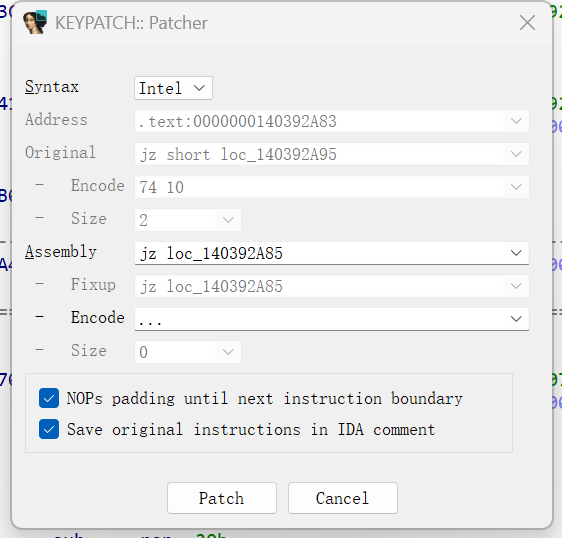 KEYPATCH:: Patcher
Syntax Intel
Address .text:0000000140392A83
Original jz short loc_140392A95
- Encode 74 10
- Size 2
Assembly jz loc_140392A85
- Fixup jz loc_140392A85
- Encode ...
- Size 0
NOPs padding until next instruction boundary
Save original instructions in IDA comment
Patch Cancel